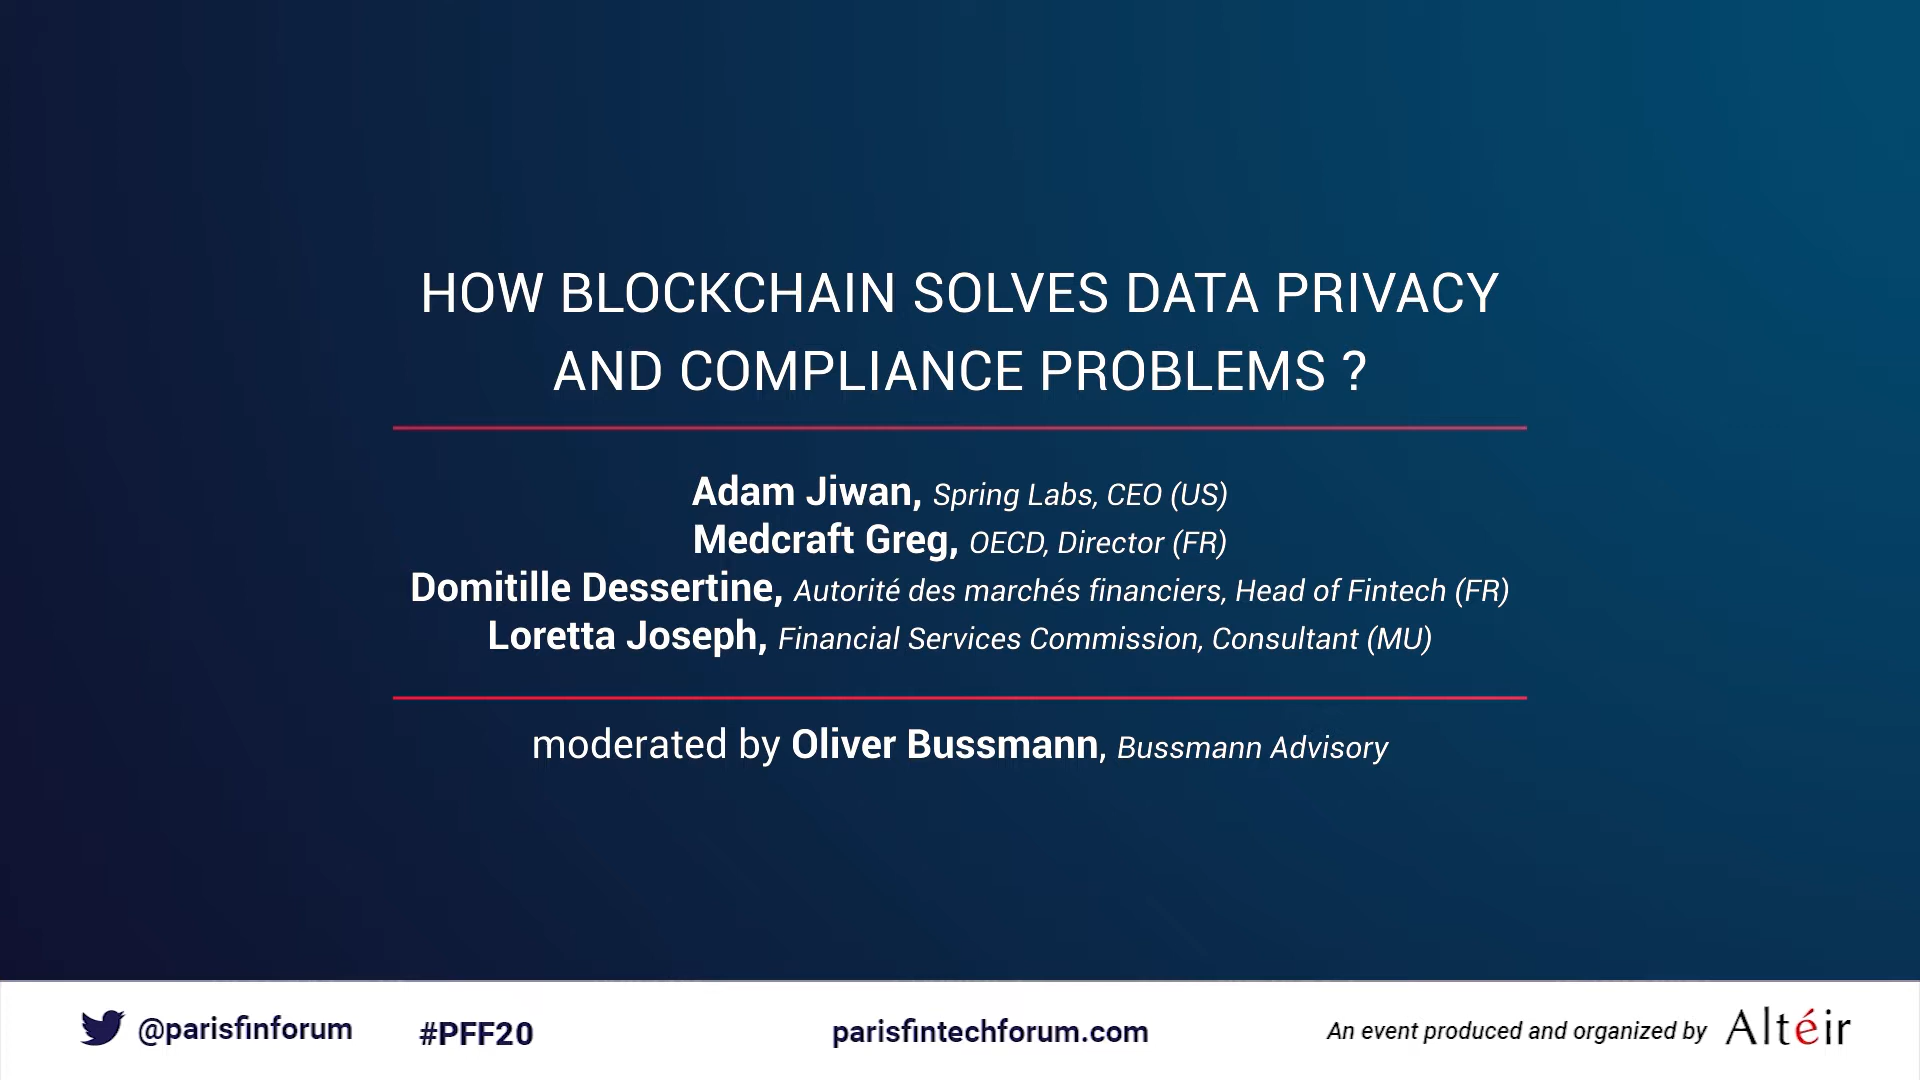 HOW BLOCKCHAIN SOLVES DATA PRIVACY
AND COMPLIANCE PROBLEMS ?
Adam Jiwan, Spring Labs, CEO (US)
Medcraft Greg, OECD, Director (FR)
Domitille Dessertine, Autorité des marchés financiers, Head of Fintech (FR)
Loretta Joseph, Financial Services Commission, Consultant (MU)
moderated by Oliver Bussmann, Bussmann Advisory
@parisfinforum #PFF20 parisfintechforum.com An event produced and organized by Altéir